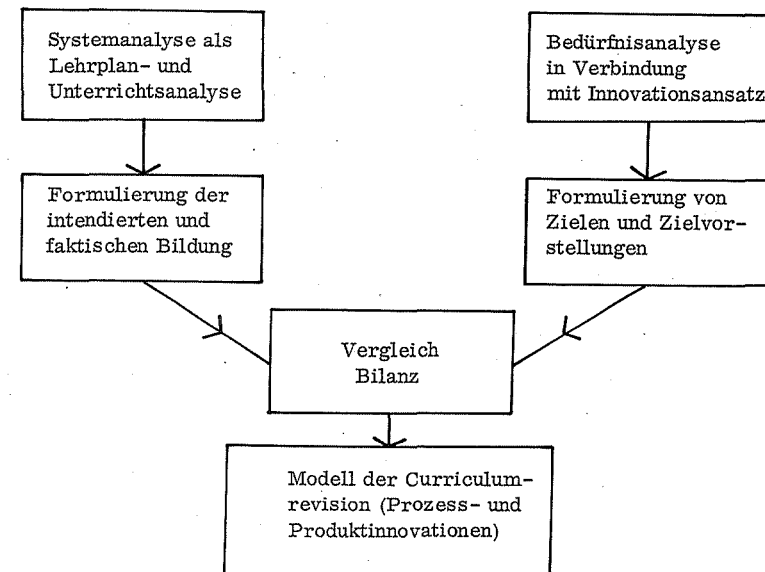 Systemanalyse als
Lehrplan- und
Unterrichtsanalyse
Bedürfnisanalyse
in Verbindung
mit Innovationsansatz
Formulierung der
intendierten und
faktischen Bildung
Formulierung von
Zielen und Zielvor-
stellungen
Vergleich
Bilanz
Modell der Curriculum-
revision (Prozess- und
Produktinnovationen)